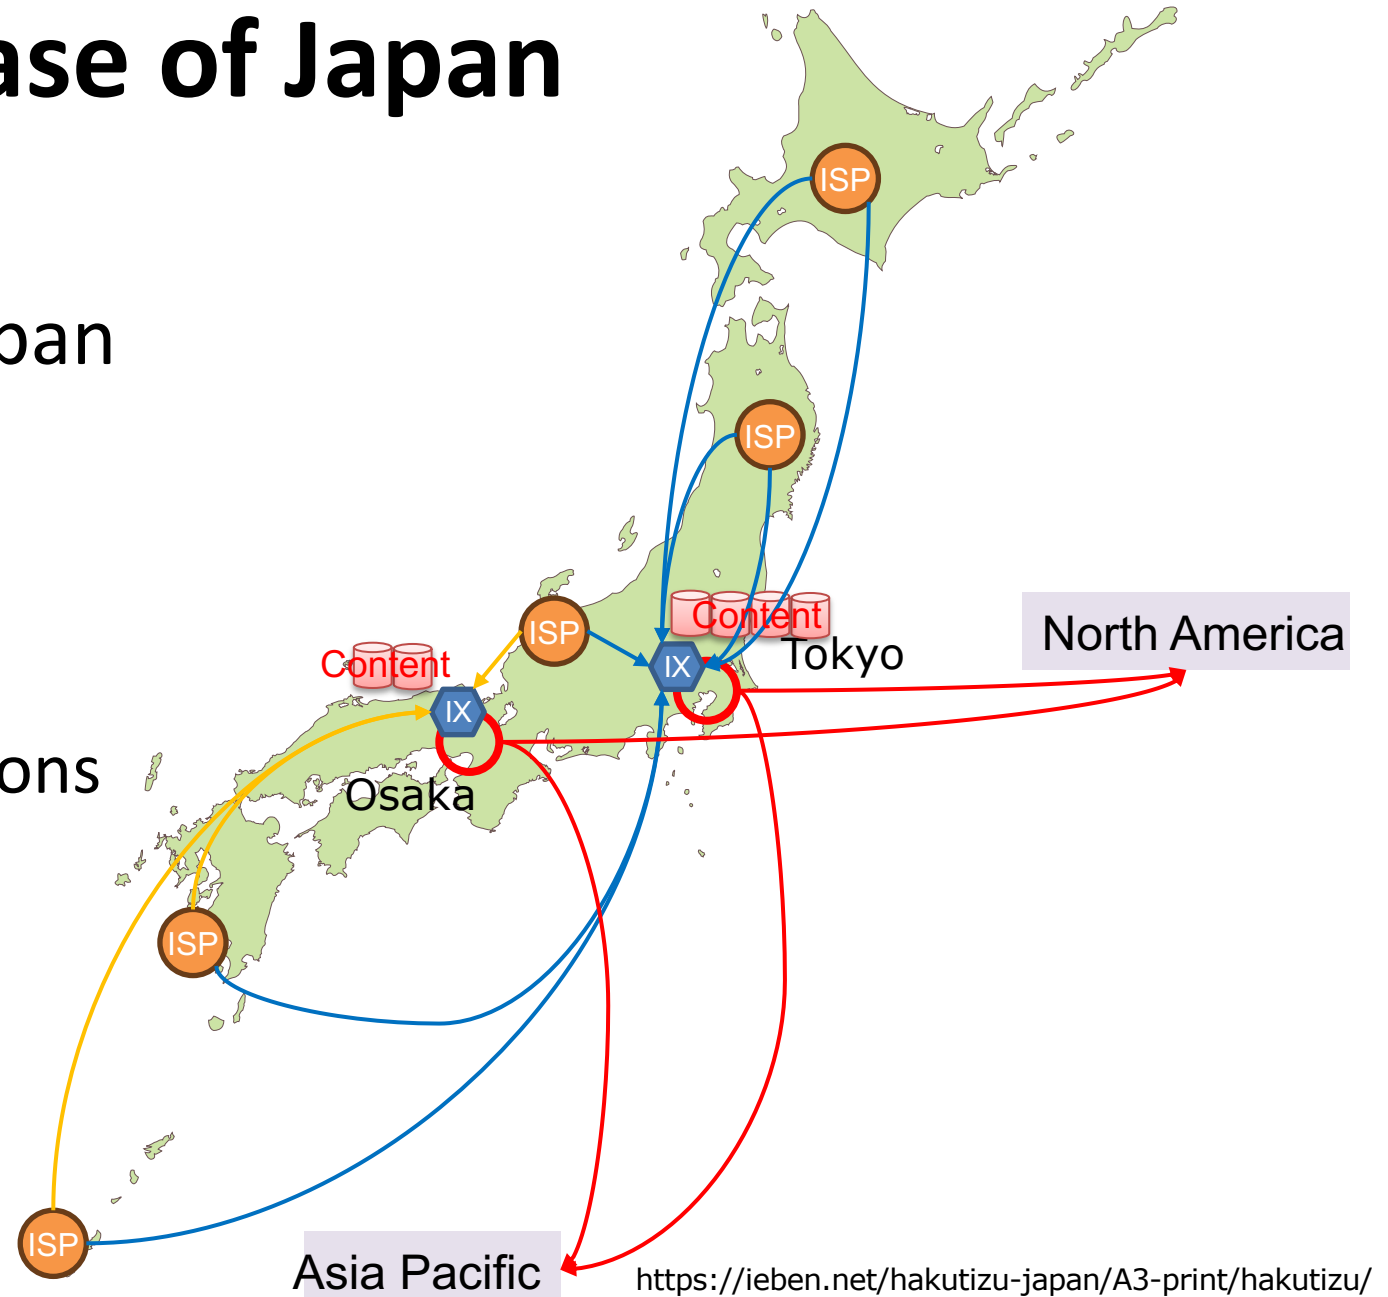 ase of Japan
ISP
pan
ISP
Content
ISP
North America
Tokyo
Content
IX
IX
ons
Osaka
ISP
ISP
Asia Pacific
https://ieben.net/hakutizu-japan/A3-print/hakutizu/